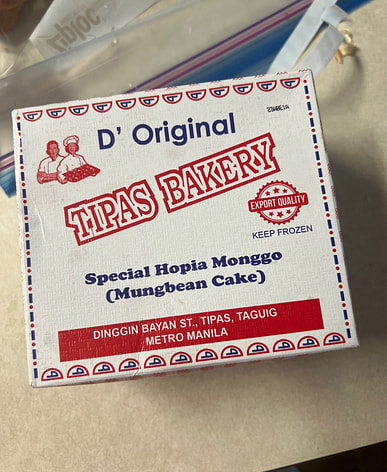 D' Original
TIPAS BAKERY
EXPORT QUALITY
KEEP FROZEN
Special Hopia Monggo
(Mungbean Cake)
DINGGIN BAYAN ST., TIPAS, TAGUIG
METRO MANILA